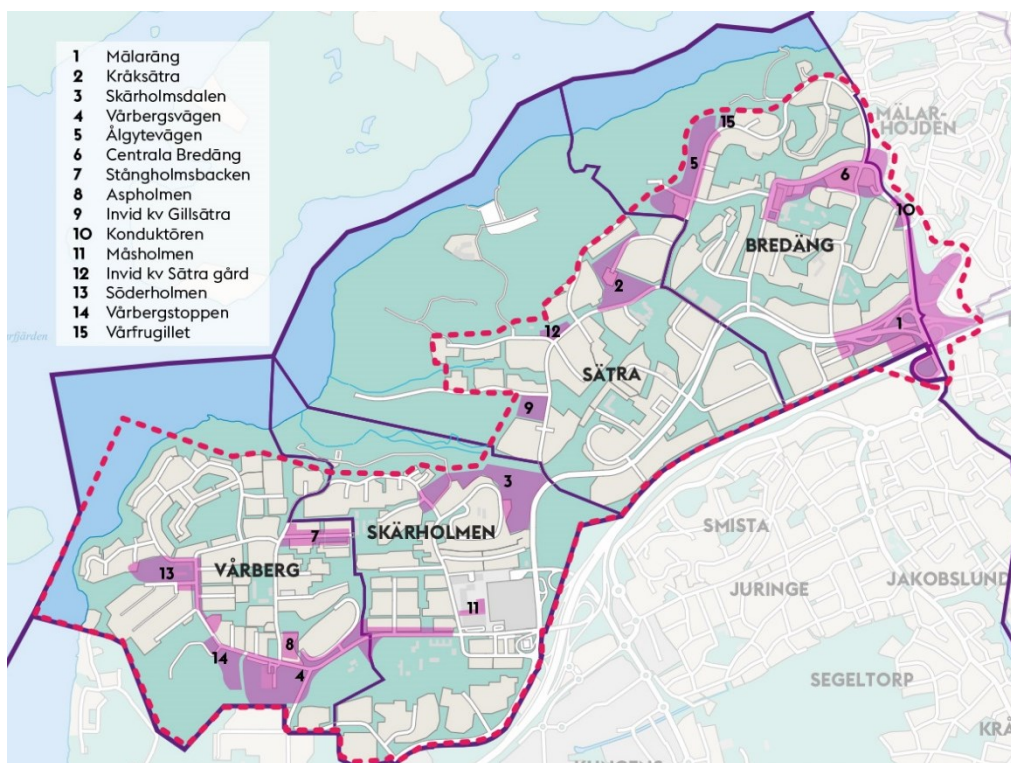 1 Mälaräng
2 Kråksätra
3 Skärholmsdalen
4 Vårbergsvägen
5 Ålgrytevägen
6 Centrala Bredäng
7 Stångholmsbacken
8 Aspholmen
9 Invid kv Gillsätra
10 Konduktören
11 Måsholmen
12 Invid kv Sätra gård
13 Söderholmen
14 Vårbergstoppen
15 Vårfrugillet
MÄLAR-
HÖJDEN
15
5
6
10
BREDÄNG
2
1
12
SÄTRA
9
3
SMISTA
SKÄRHOLMEN
7
VÅRBERG
13
JAKOBSLUND
JURINGE
11
8
14
4
SEGELTORP